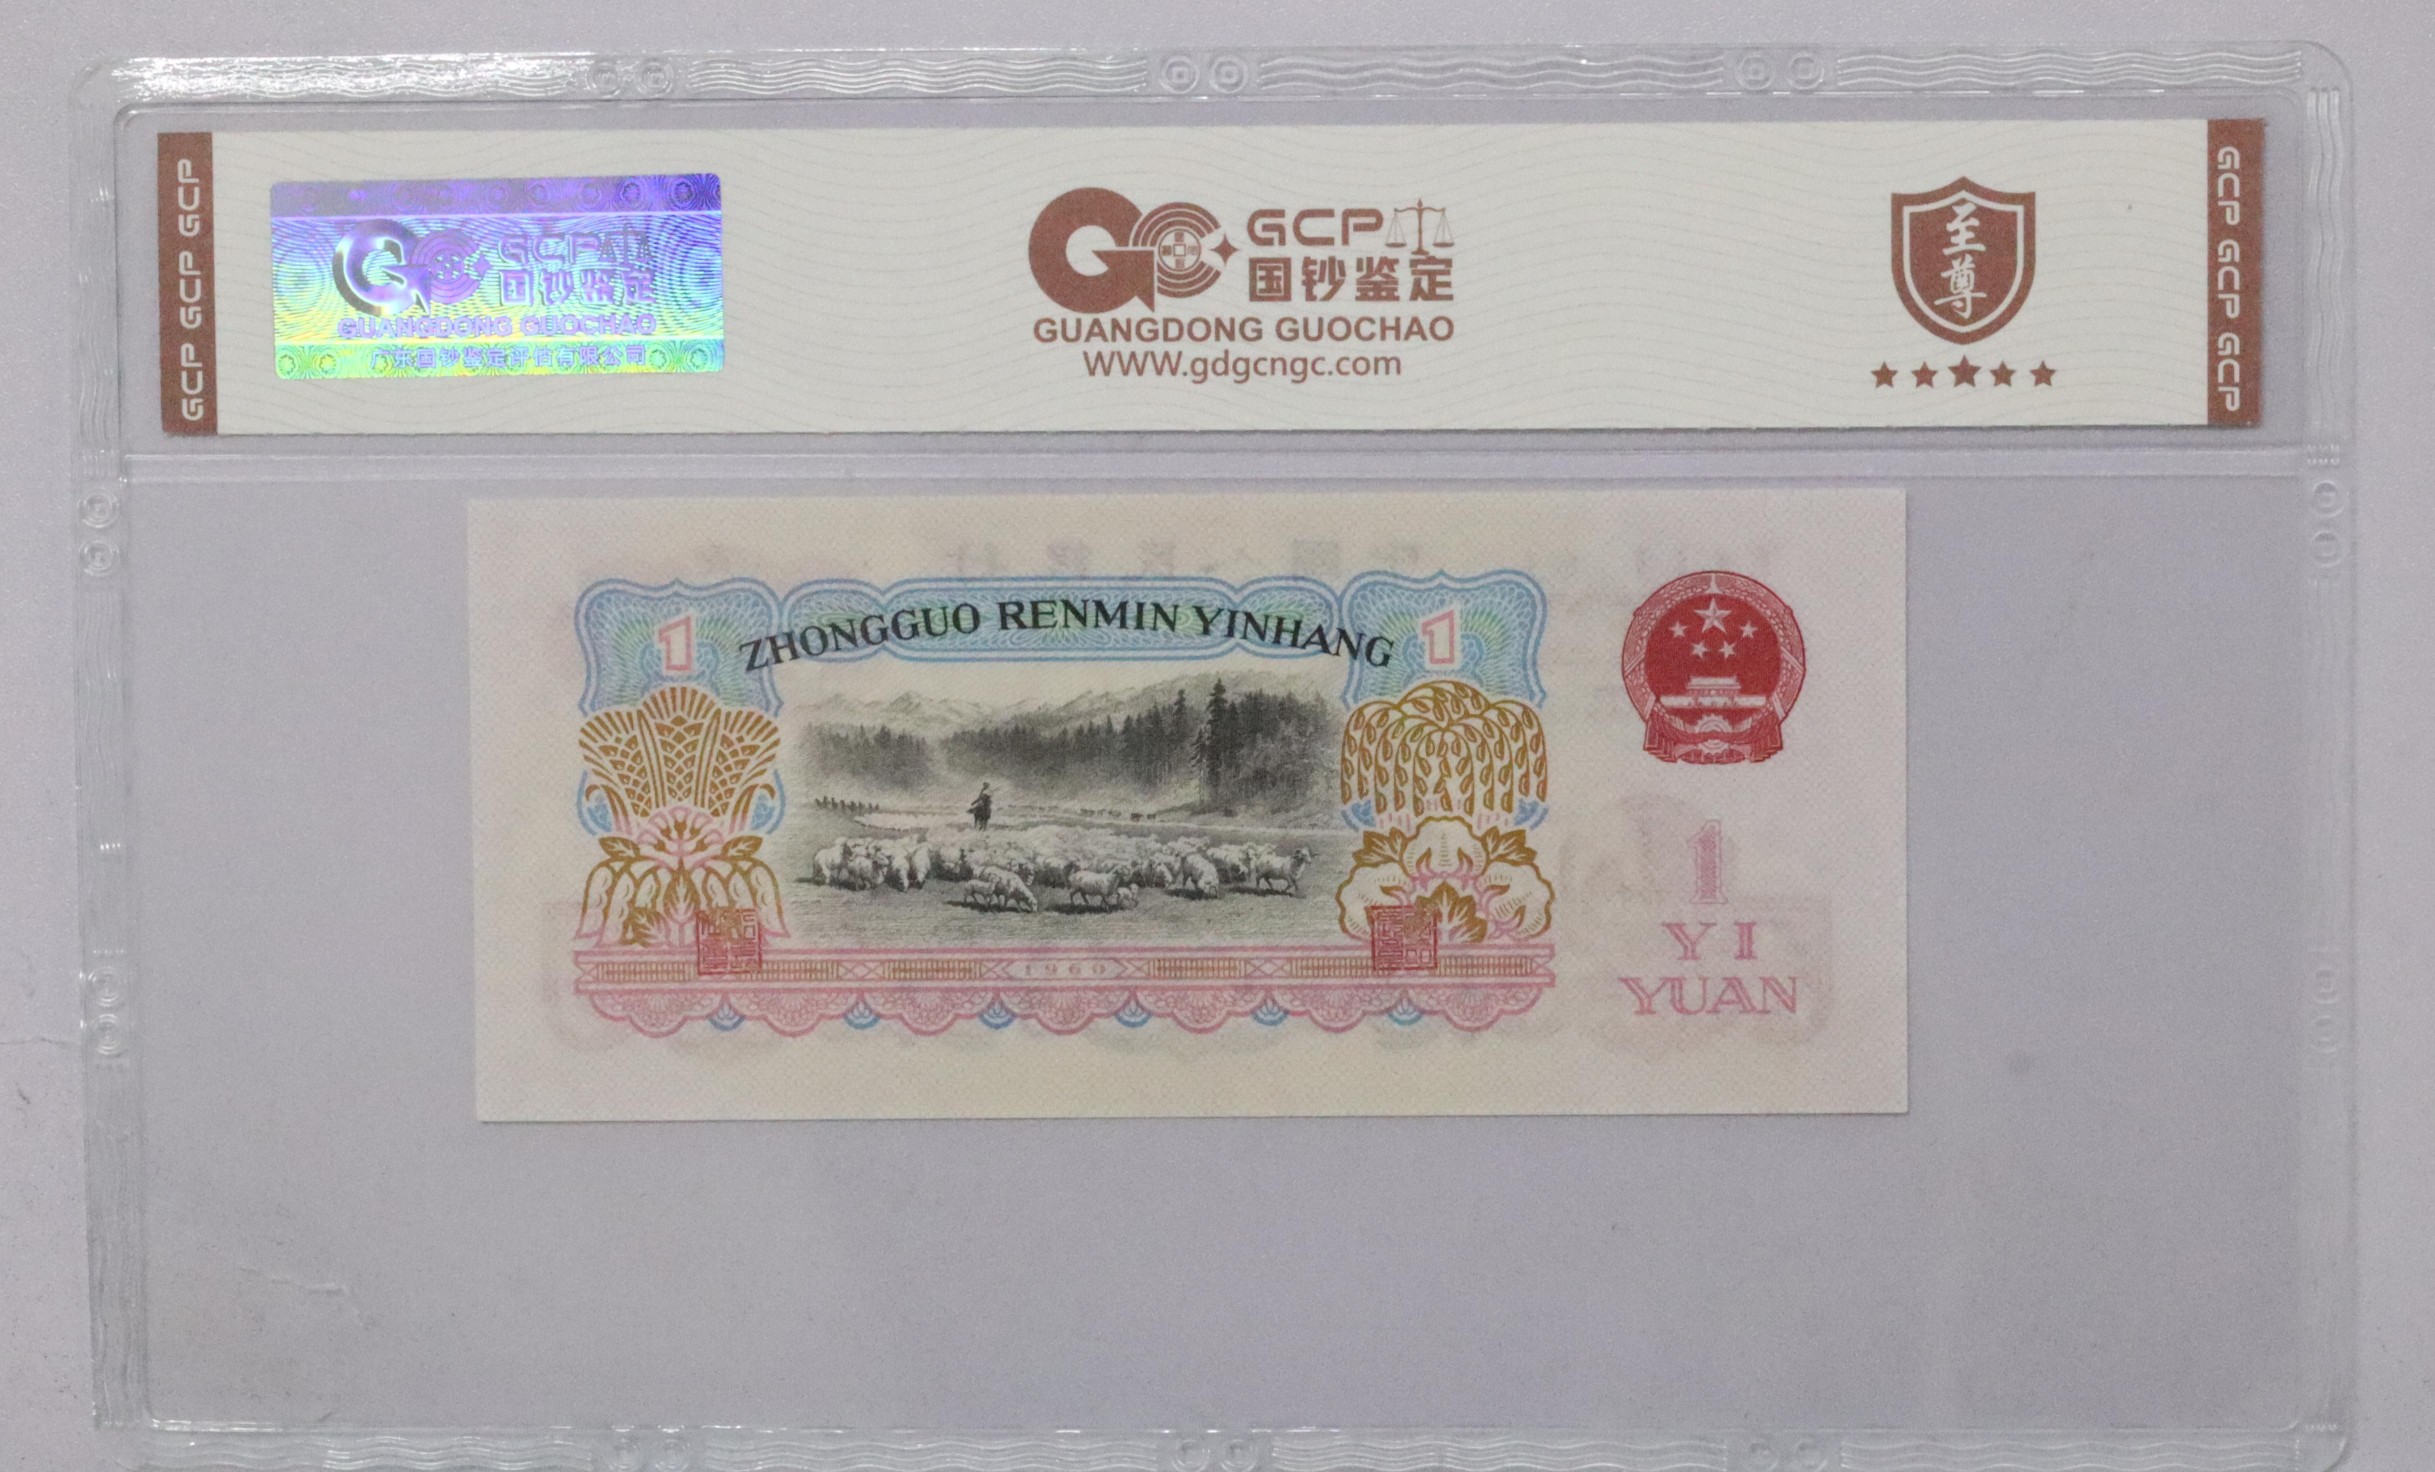 GCP GCP GCP
GCP
国钞鉴定
GUANGDONG GUOCHAO
广东国钞鉴定评估有限公司
GCP
国钞鉴定
GUANGDONG GUOCHAO
WWW.gdgcngc.com
至尊
GCP GCP GCP
1
ZHONGGUO RENMIN YINHANG
1
1960
1
YI
YUAN